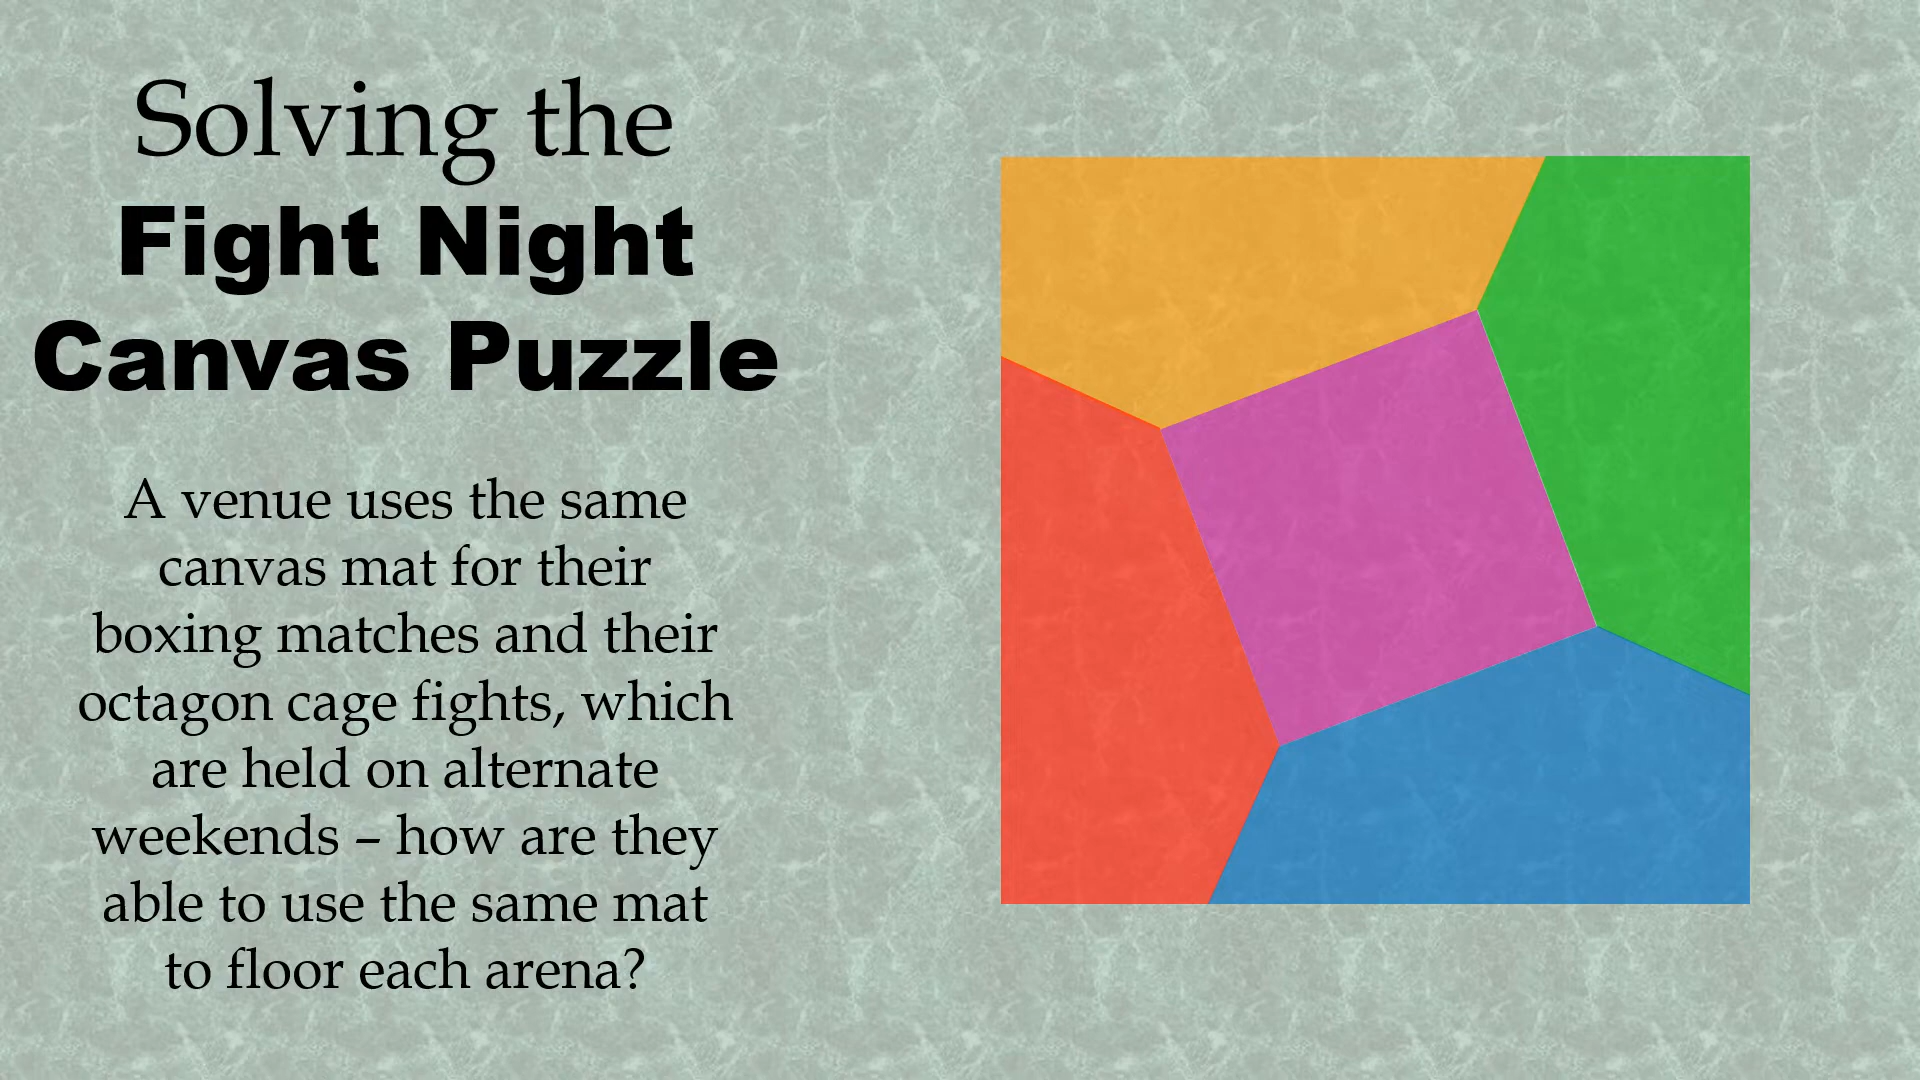 Solving the
Fight Night
Canvas Puzzle
A venue uses the same
canvas mat for their
boxing matches and their
octagon cage fights, which
are held on alternate
weekends – how are they
able to use the same mat
to floor each arena?